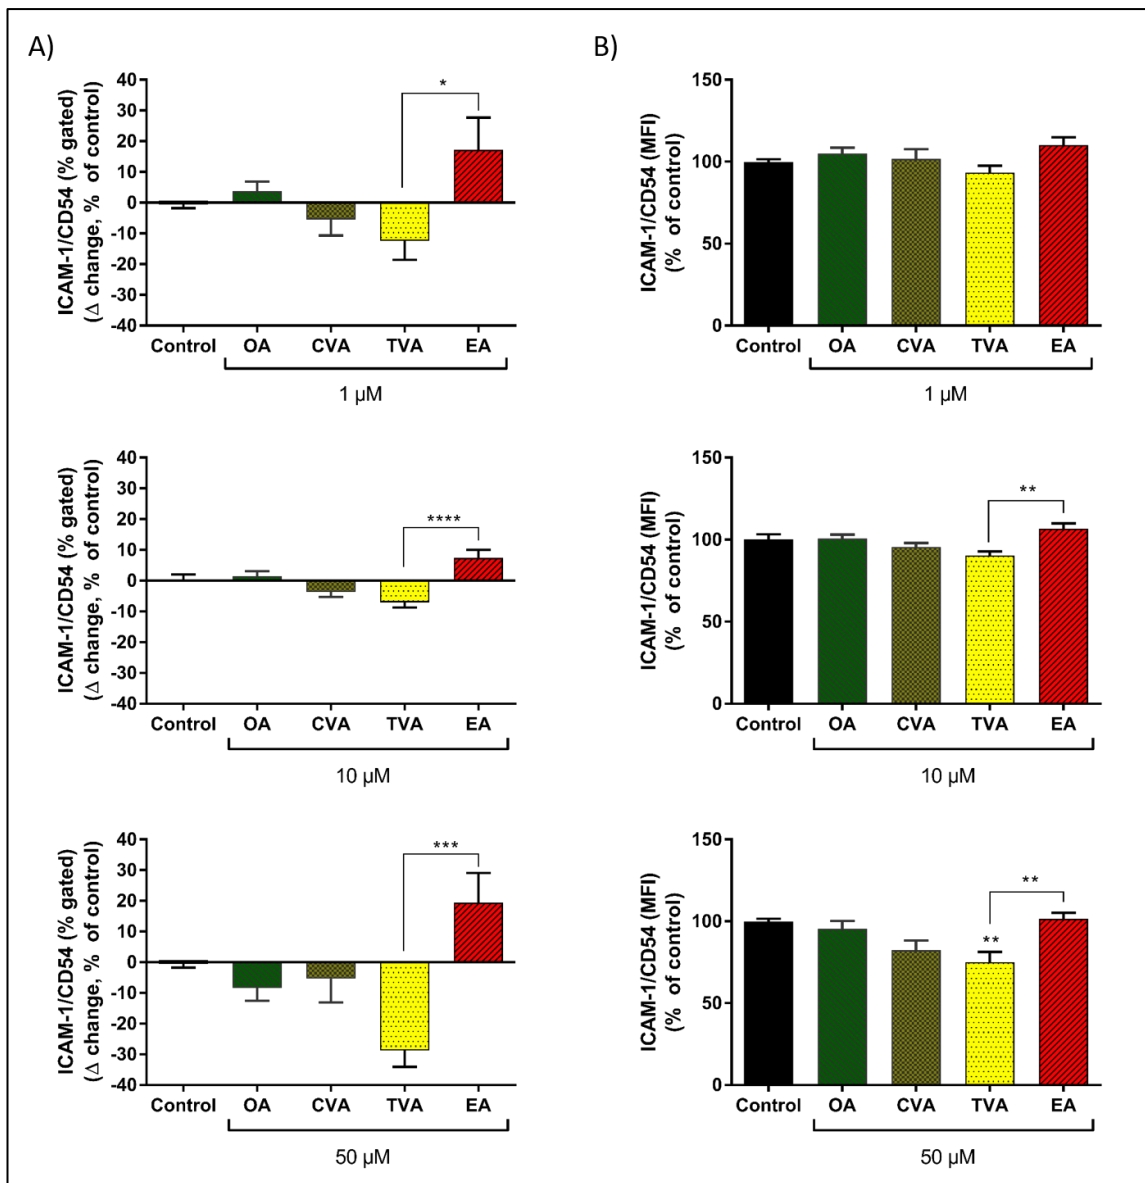 A)
B)
ICAM-1/CD54 (% gated)
(Δ change, % of control)
40
30
20
10
0
-10
-20
-30
-40
*
Control OA CVA TVA EA
1 µM
ICAM-1/CD54 (MFI)
(% of control)
150
100
50
0
Control OA CVA TVA EA
1 µM
ICAM-1/CD54 (% gated)
(Δ change, % of control)
40
30
20
10
0
-10
-20
-30
-40
****
Control OA CVA TVA EA
10 µM
ICAM-1/CD54 (MFI)
(% of control)
150
100
50
0
**
Control OA CVA TVA EA
10 µM
ICAM-1/CD54 (% gated)
(Δ change, % of control)
40
30
20
10
0
-10
-20
-30
-40
***
Control OA CVA TVA EA
50 µM
ICAM-1/CD54 (MFI)
(% of control)
150
100
50
0
**
**
Control OA CVA TVA EA
50 µM